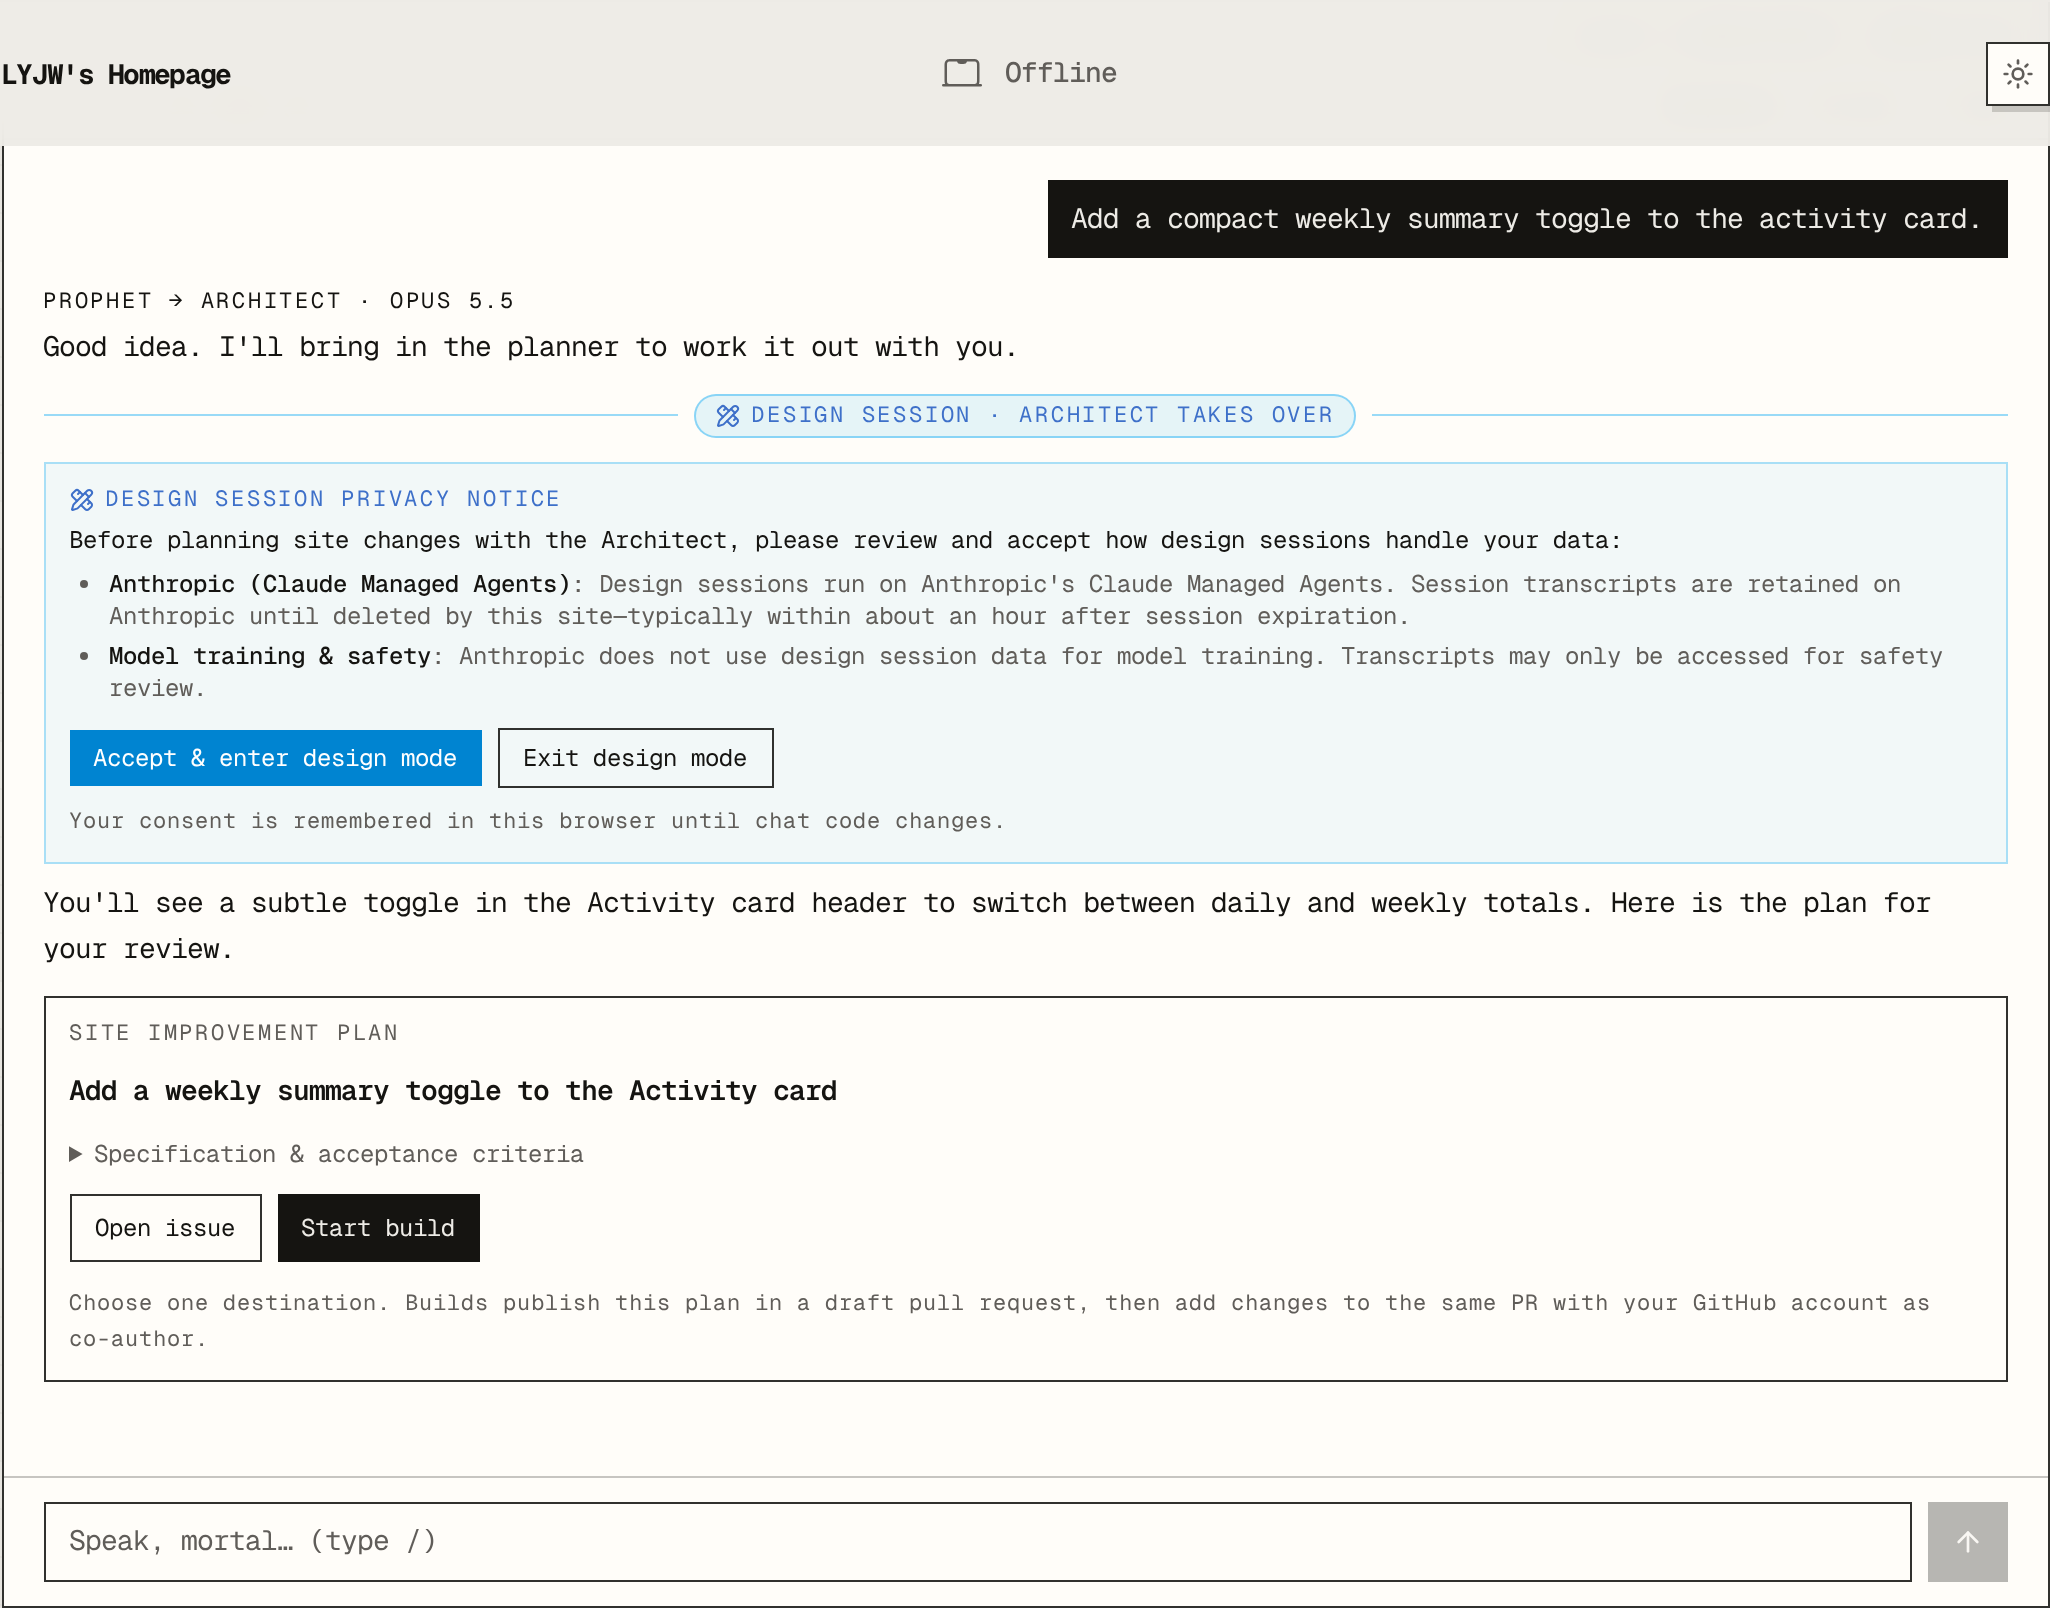 LYJW's Homepage
Offline
Add a compact weekly summary toggle to the activity card.
PROPHET → ARCHITECT · OPUS 5.5
Good idea. I'll bring in the planner to work it out with you.
DESIGN SESSION · ARCHITECT TAKES OVER
DESIGN SESSION PRIVACY NOTICE
Before planning site changes with the Architect, please review and accept how design sessions handle your data:
• Anthropic (Claude Managed Agents): Design sessions run on Anthropic's Claude Managed Agents. Session transcripts are retained on
Anthropic until deleted by this site—typically within about an hour after session expiration.
• Model training & safety: Anthropic does not use design session data for model training. Transcripts may only be accessed for safety
review.
Accept & enter design mode
Exit design mode
Your consent is remembered in this browser until chat code changes.
You'll see a subtle toggle in the Activity card header to switch between daily and weekly totals. Here is the plan for
your review.
SITE IMPROVEMENT PLAN
Add a weekly summary toggle to the Activity card
▶ Specification & acceptance criteria
Open issue
Start build
Choose one destination. Builds publish this plan in a draft pull request, then add changes to the same PR with your GitHub account as
co-author.
Speak, mortal… (type /)